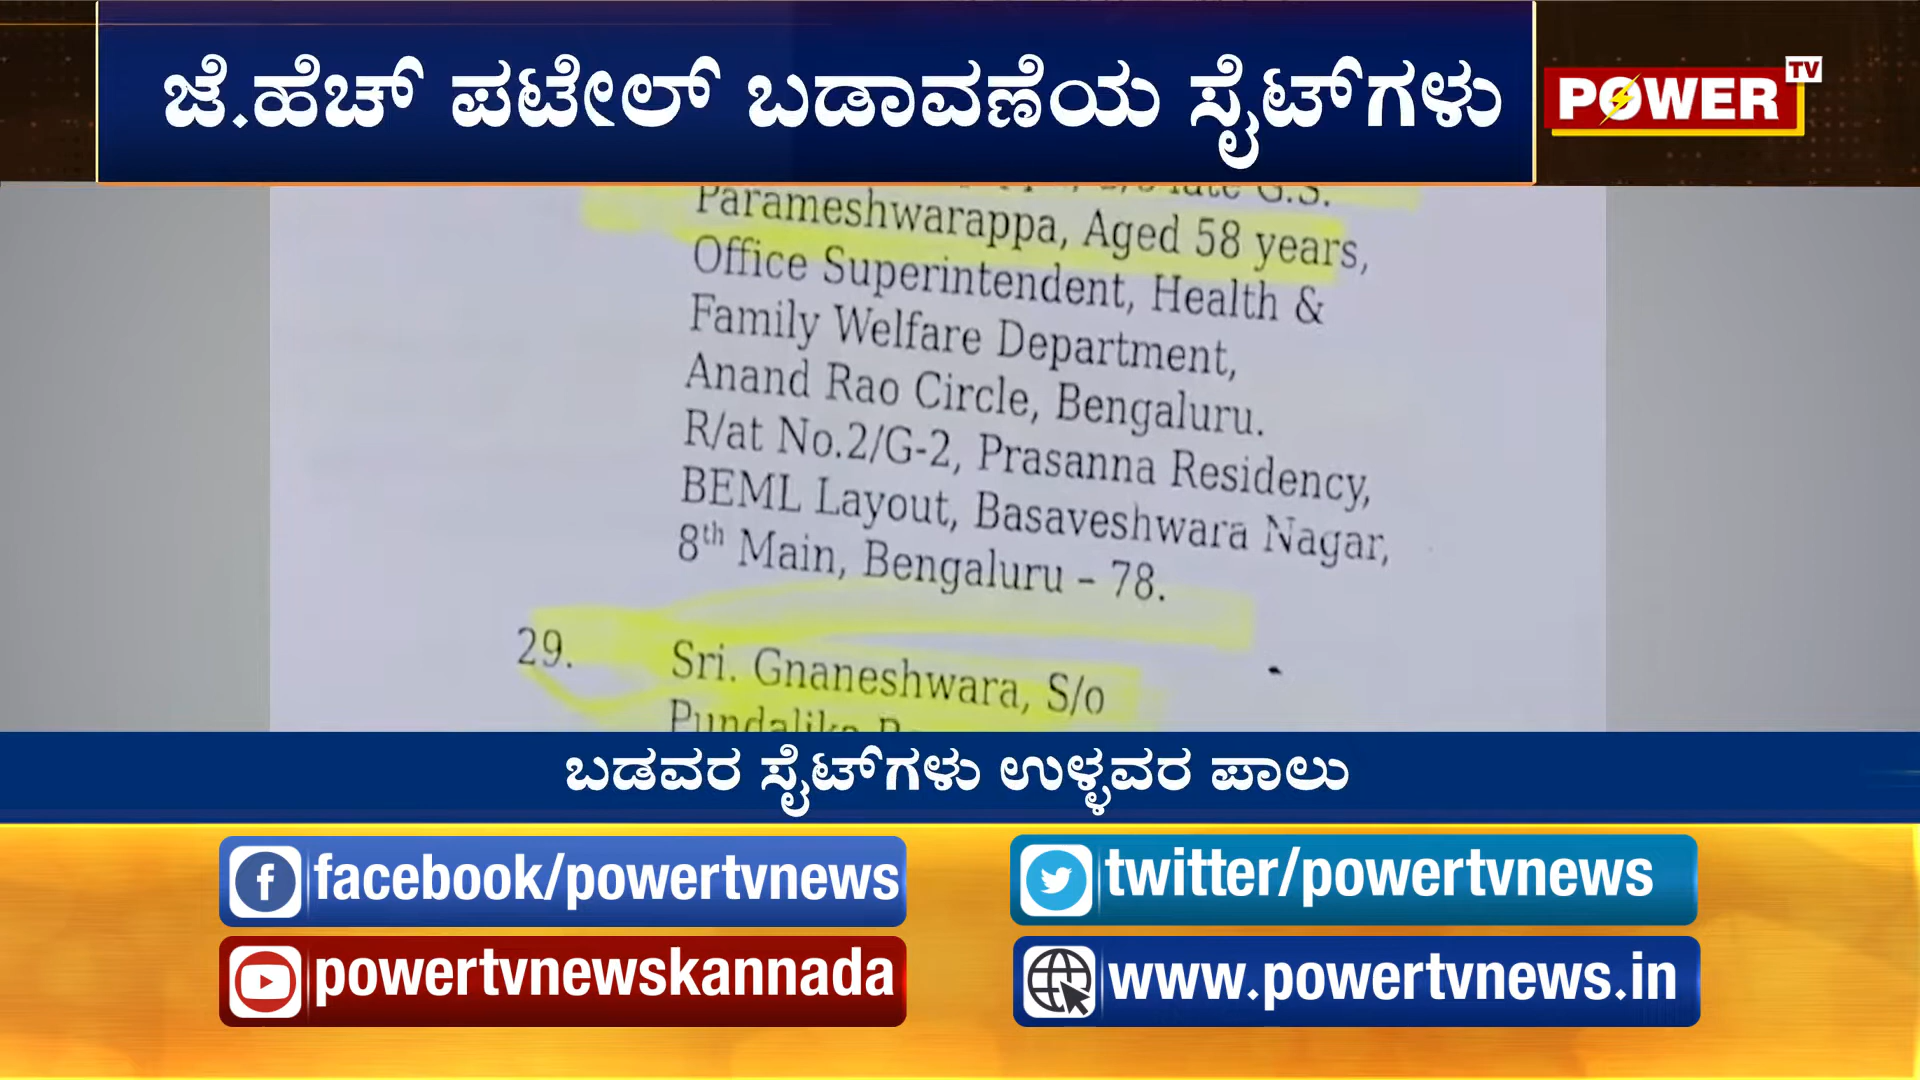 ಜೆ.ಹೆಚ್ ಪಟೇಲ್ ಬಡಾವಣೆಯ ಸೈಟ್‌ಗಳು
POWER TV
late G.S.
Parameshwarappa, Aged 58 years,
Office Superintendent, Health &
Family Welfare Department,
Anand Rao Circle, Bengaluru.
R/at No.2/G-2, Prasanna Residency,
BEML Layout, Basaveshwara Nagar,
8th Main, Bengaluru – 78.
29. Sri. Gnaneshwara, S/o
Pundalika
ಬಡವರ ಸೈಟ್‌ಗಳು ಉಳ್ಳವರ ಪಾಲು
facebook/powertvnews
twitter/powertvnews
powertvnewskannada
www.powertvnews.in